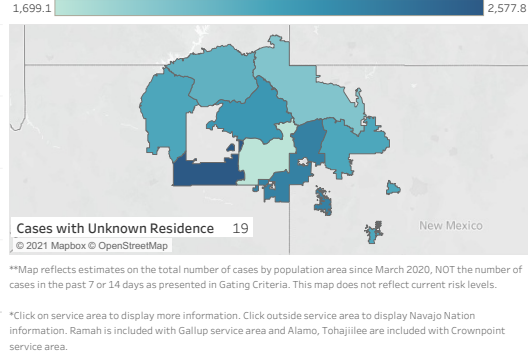 1,699.1 2,577.8
New Mexico
Cases with Unknown Residence 19
© 2021 Mapbox © OpenStreetMap
**Map reflects estimates on the total number of cases by population area since March 2020, NOT the number of
cases in the past 7 or 14 days as presented in Gating Criteria. This map does not reflect current risk levels.
*Click on service area to display more information. Click outside service area to display Navajo Nation
information. Ramah is included with Gallup service area and Alamo, Tohajiilee are included with Crownpoint
service area.